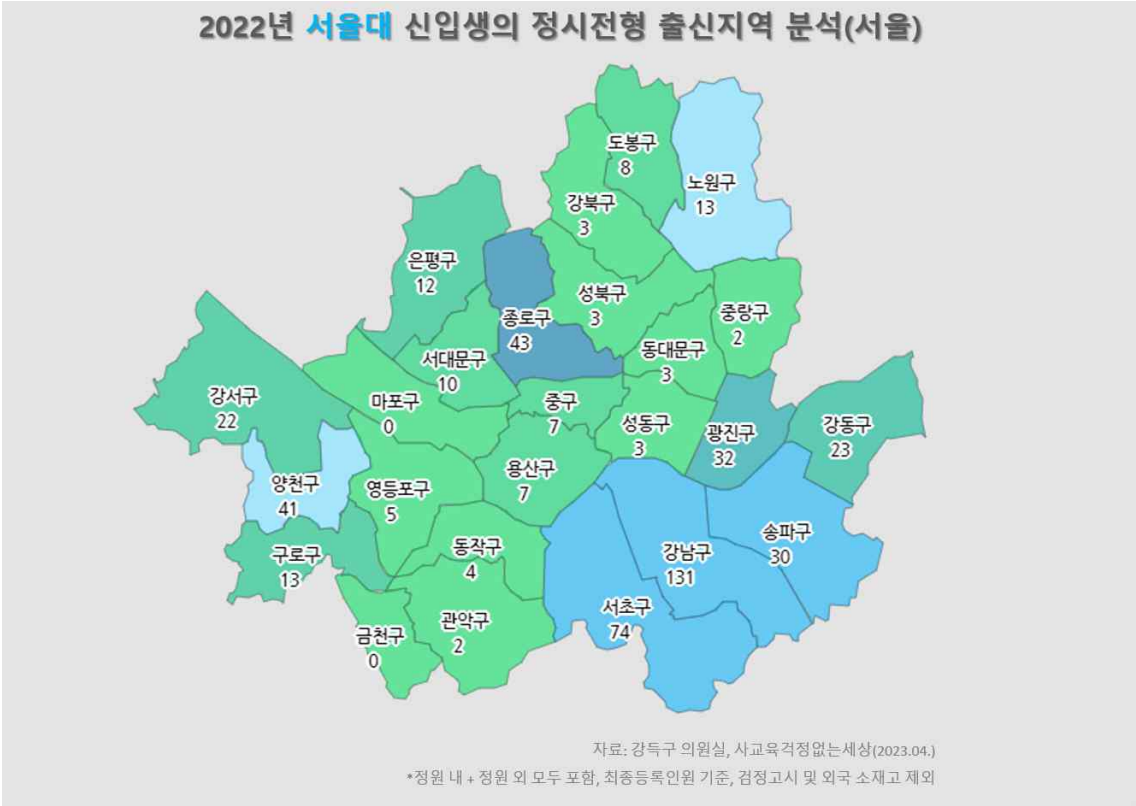 2022년 서울대 신입생의 정시전형 출신지역 분석(서울)
도봉구
8
노원구
13
강북구
3
은평구
12
성북구
3
종로구
43
중랑구
2
서대문구
10
동대문구
3
강서구
22
마포구
0
중구
7
성동구
3
광진구
32
강동구
23
용산구
7
양천구
41
영등포구
5
구로구
13
동작구
4
강남구
131
송파구
30
서초구
74
관악구
2
금천구
0
자료: 강득구 의원실, 사교육걱정없는세상(2023.04.)
*정원 내 + 정원 외 모두 포함, 최종등록인원 기준, 검정고시 및 외국 소재고 제외